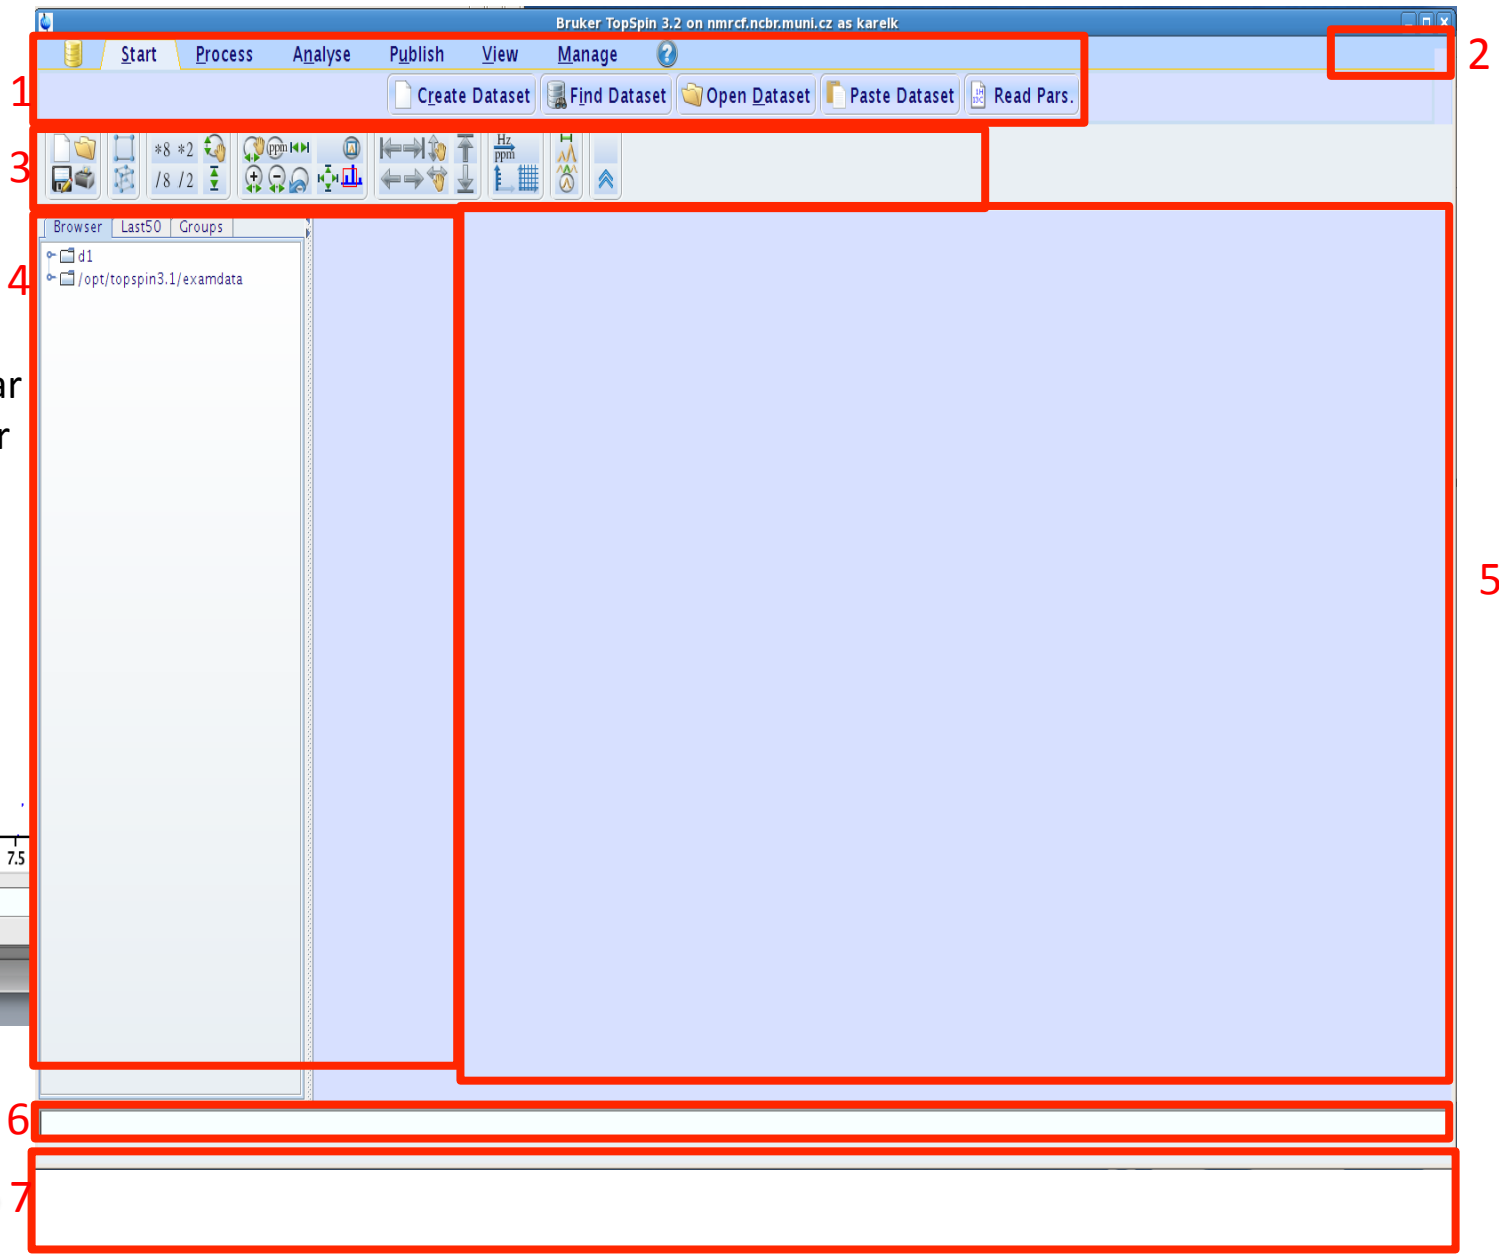 Bruker TopSpin 3.2 on nmrcf.ncbr.muni.cz as karelk
Start Process Analyse Publish View Manage ?
2
1
Create Dataset Find Dataset Open Dataset Paste Dataset Read Pars.
3
*8 *2 ppm Hz ppm
/8 /2
Browser Last50 Groups
d1
4
/opt/topspin3.1/examdata
ar
r
5
7.5
6
7